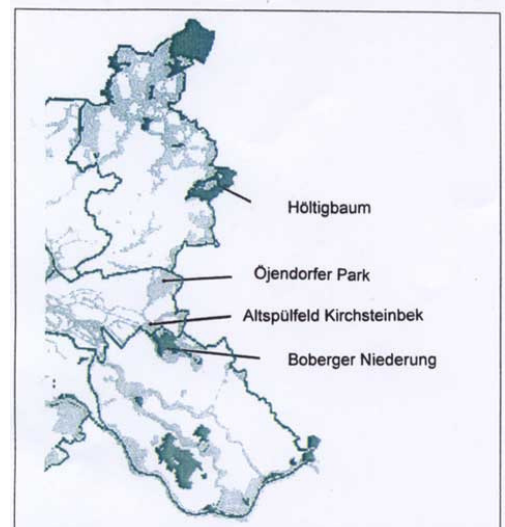 Höltigbaum
Öjendorfer Park
Altspülfeld Kirchsteinbek
Boberger Niederung